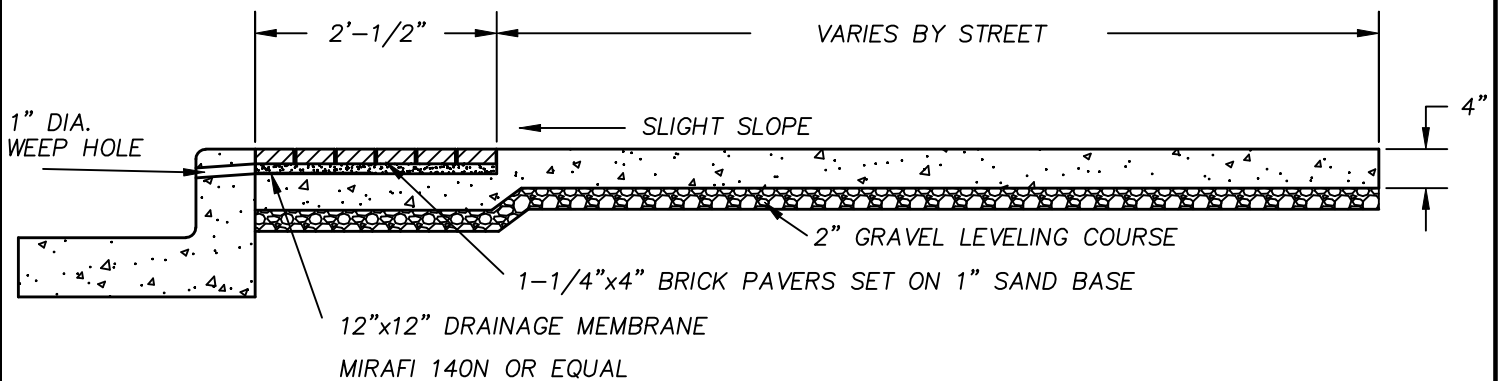 2'-1/2"
VARIES BY STREET
4"
1" DIA.
WEEP HOLE
SLIGHT SLOPE
2" GRAVEL LEVELING COURSE
1-1/4"x4" BRICK PAVERS SET ON 1" SAND BASE
12"x12" DRAINAGE MEMBRANE
MIRAFI 140N OR EQUAL